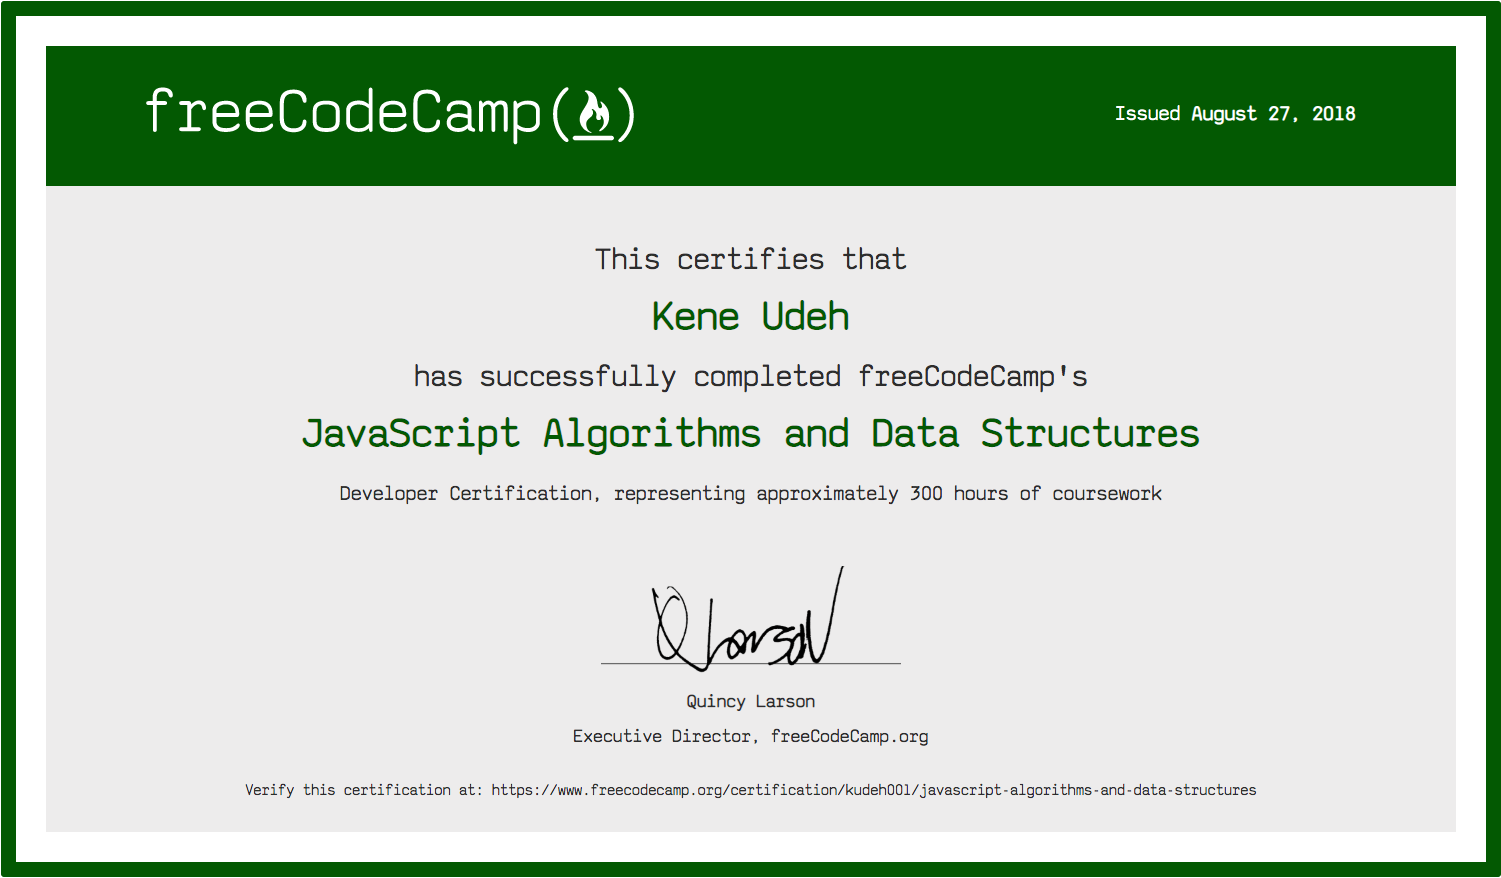 freeCodeCamp(🔥)
Issued August 27, 2018
This certifies that
Kene Udeh
has successfully completed freeCodeCamp's
JavaScript Algorithms and Data Structures
Developer Certification, representing approximately 300 hours of coursework
Q Larson
Quincy Larson
Executive Director, freeCodeCamp.org
Verify this certification at: https://www.freecodecamp.org/certification/kudeh001/javascript-algorithms-and-data-structures